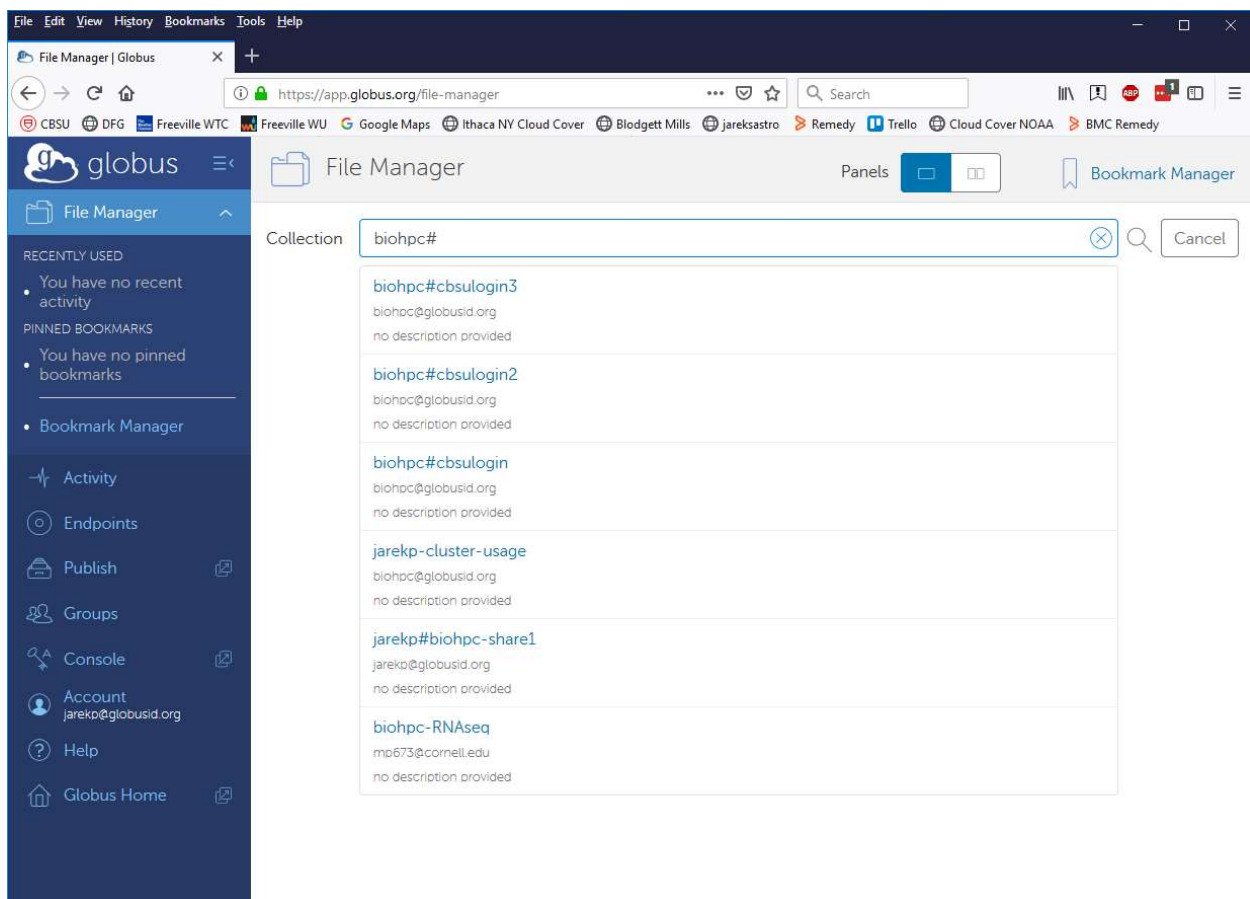 File Edit View History Bookmarks Tools Help
File Manager | Globus
https://app.globus.org/file-manager
Search
ABP
1
CBSU DFG Freeville WTC Freeville WU Google Maps Ithaca NY Cloud Cover Blodgett Mills jareksastro Remedy Trello Cloud Cover NOAA BMC Remedy
globus
File Manager
Panels
Bookmark Manager
File Manager
RECENTLY USED
You have no recent
activity
PINNED BOOKMARKS
You have no pinned
bookmarks
Bookmark Manager
Activity
Endpoints
Publish
Groups
Console
Account
jarekp@globusid.org
Help
Globus Home
Collection
biohpc#
Cancel
biohpc#cbsulogin3
biohpc@globusid.org
no description provided
biohpc#cbsulogin2
biohpc@globusid.org
no description provided
biohpc#cbsulogin
biohpc@globusid.org
no description provided
jarekp-cluster-usage
biohpc@globusid.org
no description provided
jarekp#biohpc-share1
jarekp@globusid.org
no description provided
biohpc-RNAseq
mp673@cornell.edu
no description provided